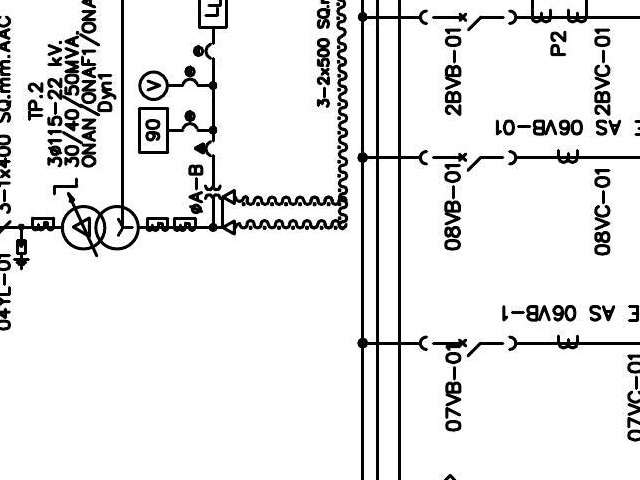 3-1x400 SQ.mm.AAC
TP.2
3ø115-22 kV.
30/40/50MVA.
ONAN/ONAF1/ONA
Dyn1
V
90
øA-B
3-2x500 SQ.
04YL-01
2BVB-01
P2
2BVC-01
E AS 06VB-01
08VB-01
08VC-01
E AS 06VB-1
07VB-01
07VC-01